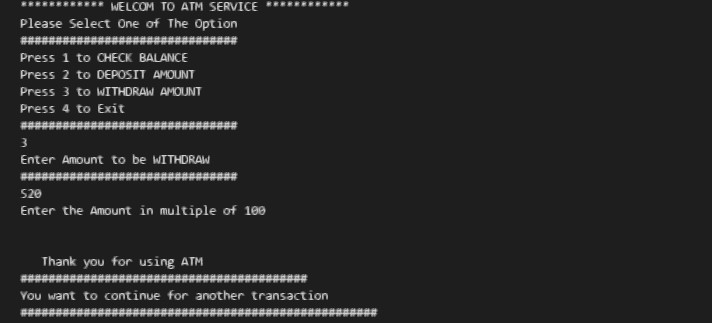 ************ WELCOM TO ATM SERVICE ************
Please Select One of The Option
###############################
Press 1 to CHECK BALANCE
Press 2 to DEPOSIT AMOUNT
Press 3 to WITHDRAW AMOUNT
Press 4 to Exit
###############################
3
Enter Amount to be WITHDRAW
###############################
520
Enter the Amount in multiple of 100
Thank you for using ATM
#########################################
You want to continue for another transaction
###################################################